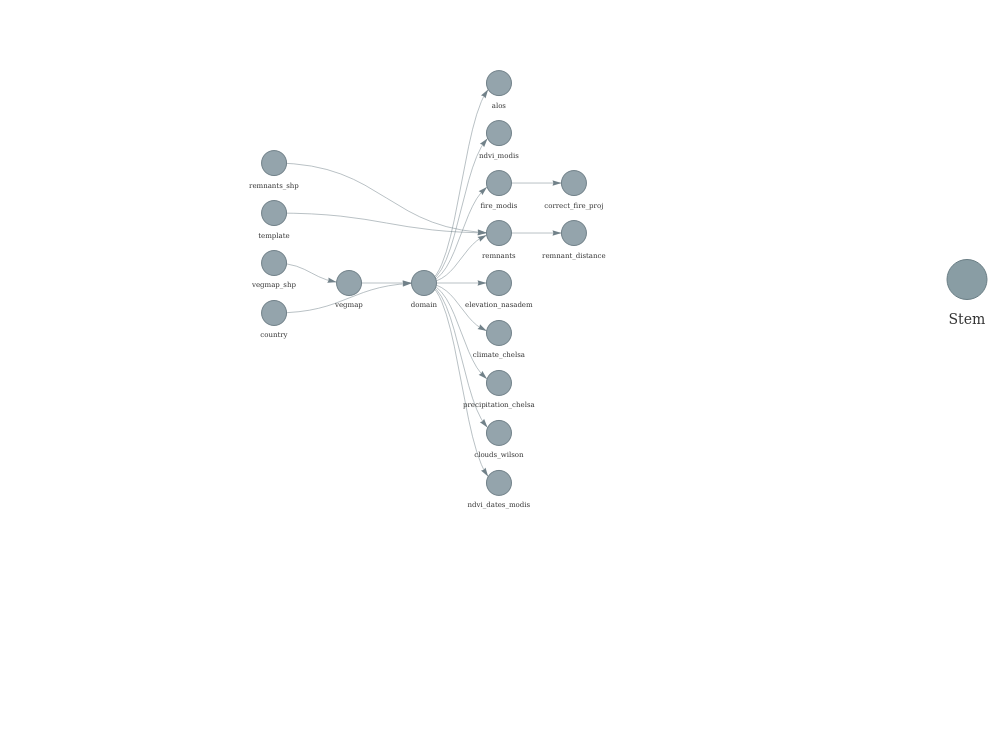 alos
ndvi_modis
remnants_shp
fire_modis
correct_fire_proj
template
remnants
remnant_distance
vegmap_shp
vegmap
domain
elevation_nasadem
Stem
country
climate_chelsa
precipitation_chelsa
clouds_wilson
ndvi_dates_modis